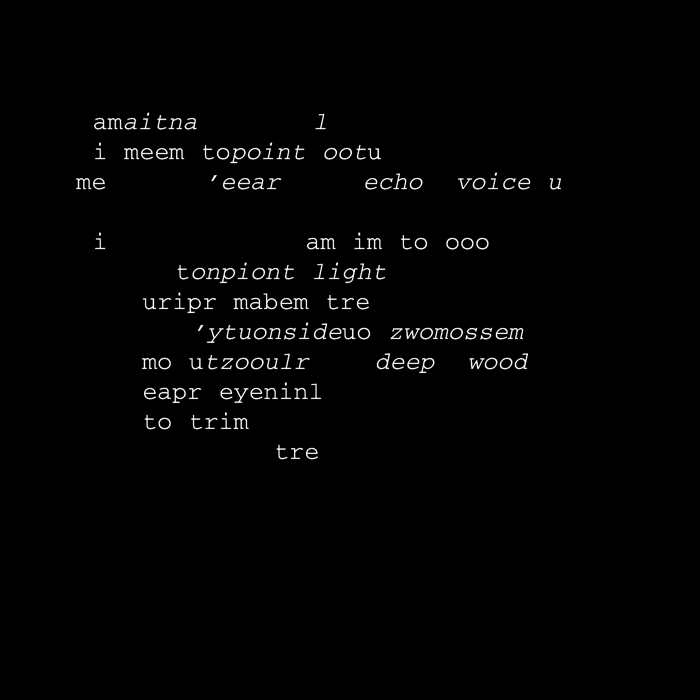 amaitna l
i meem topoint ootu
me ’eear echo voice u
i am im to ooo
tonpiont light
uripr mabem tre
’ytuonsideuo zwomossem
mo utzooulr deep wood
eapr eyeninl
to trim
tre